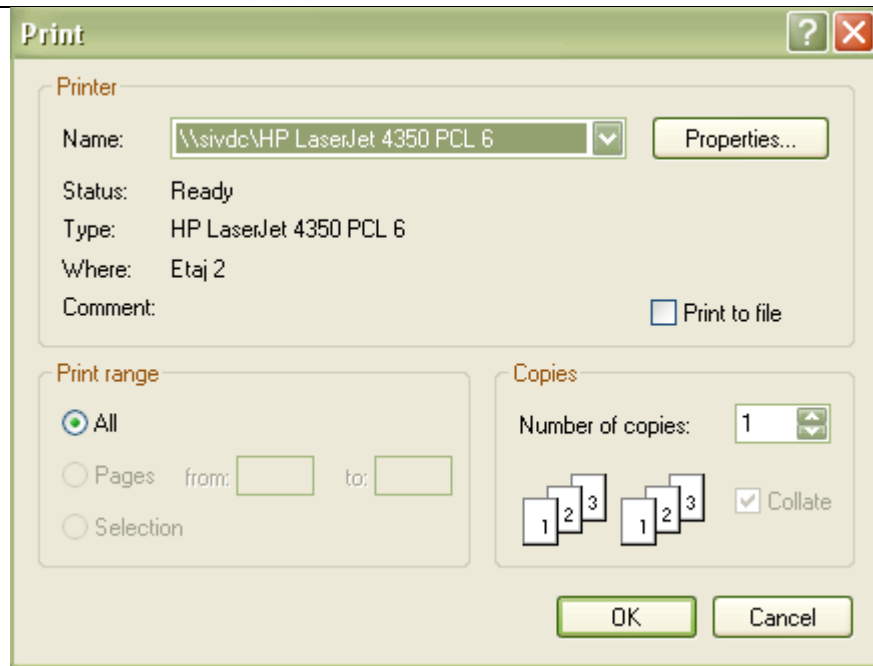 Print
Printer
Name: \\sivdc\HP LaserJet 4350 PCL 6 Properties...
Status: Ready
Type: HP LaserJet 4350 PCL 6
Where: Etaj 2
Comment:
Print to file
Print range
All
Pages from: to:
Selection
Copies
Number of copies: 1
1 2 3 1 2 3 Collate
OK Cancel